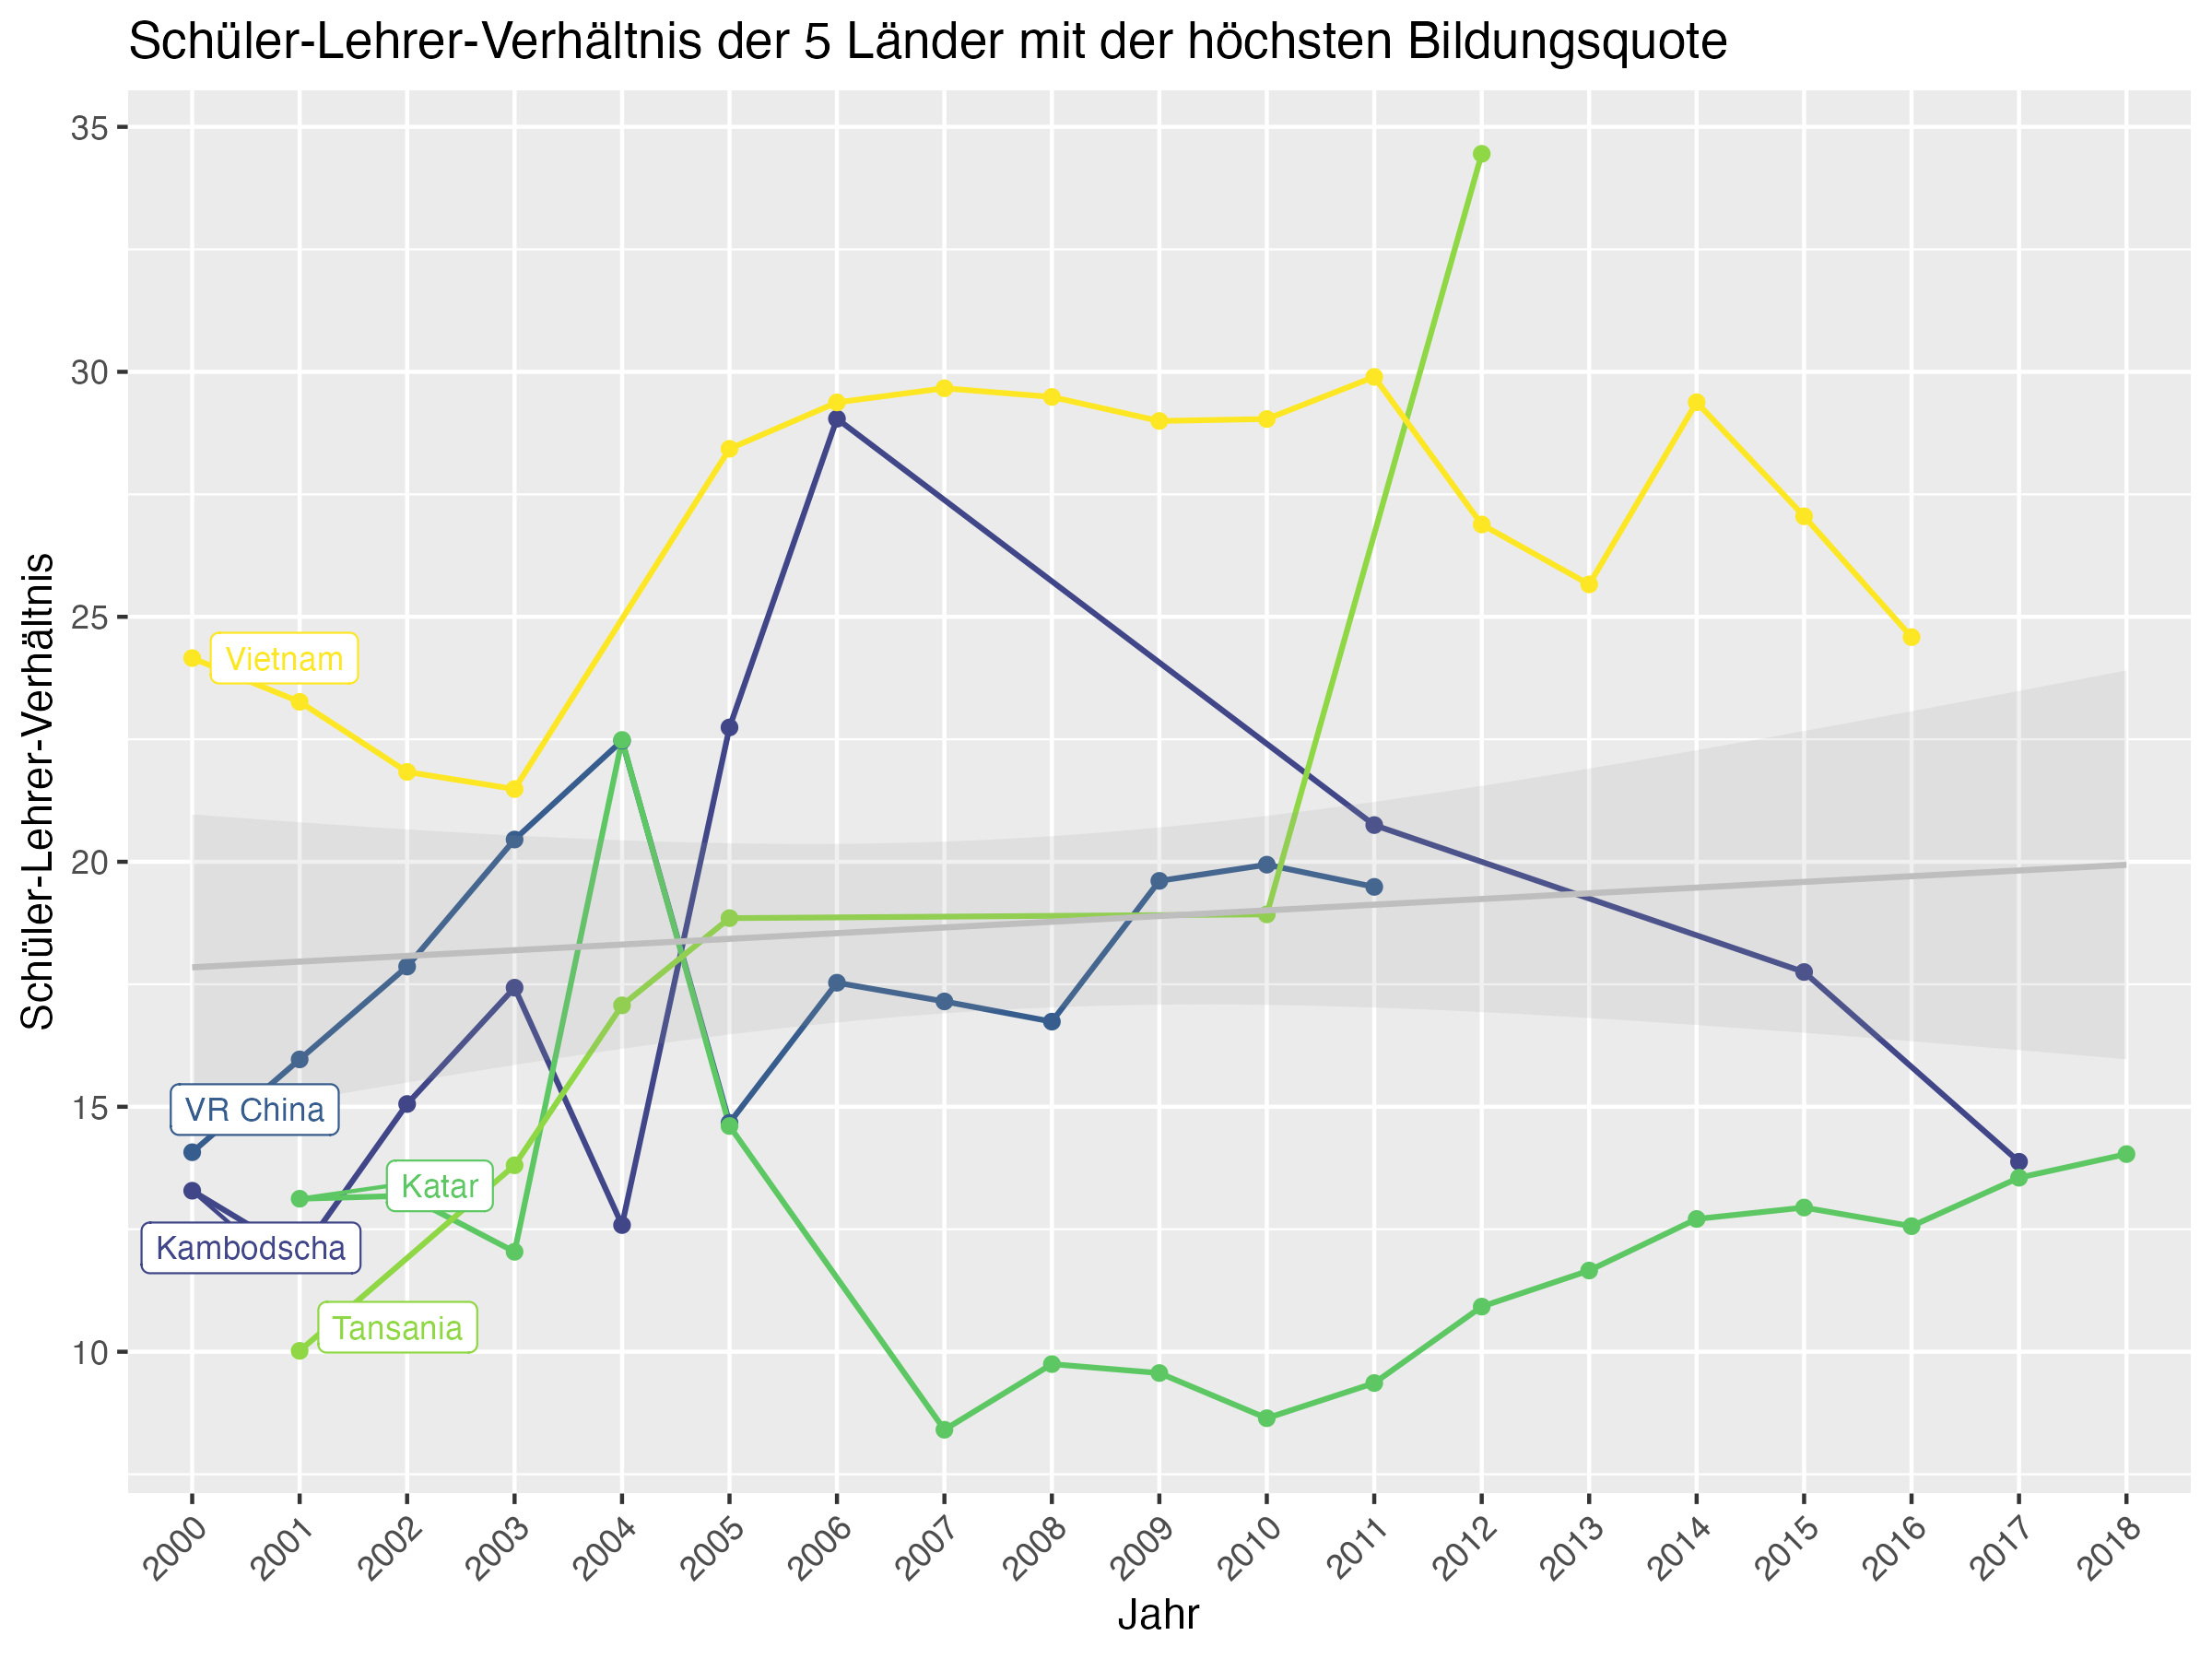 Schüler-Lehrer-Verhältnis der 5 Länder mit der höchsten Bildungsquote
Schüler-Lehrer-Verhältnis
35
30
25
20
15
10
Vietnam
VR China
Katar
Kambodscha
Tansania
2000 2001 2002 2003 2004 2005 2006 2007 2008 2009 2010 2011 2012 2013 2014 2015 2016 2017 2018
Jahr